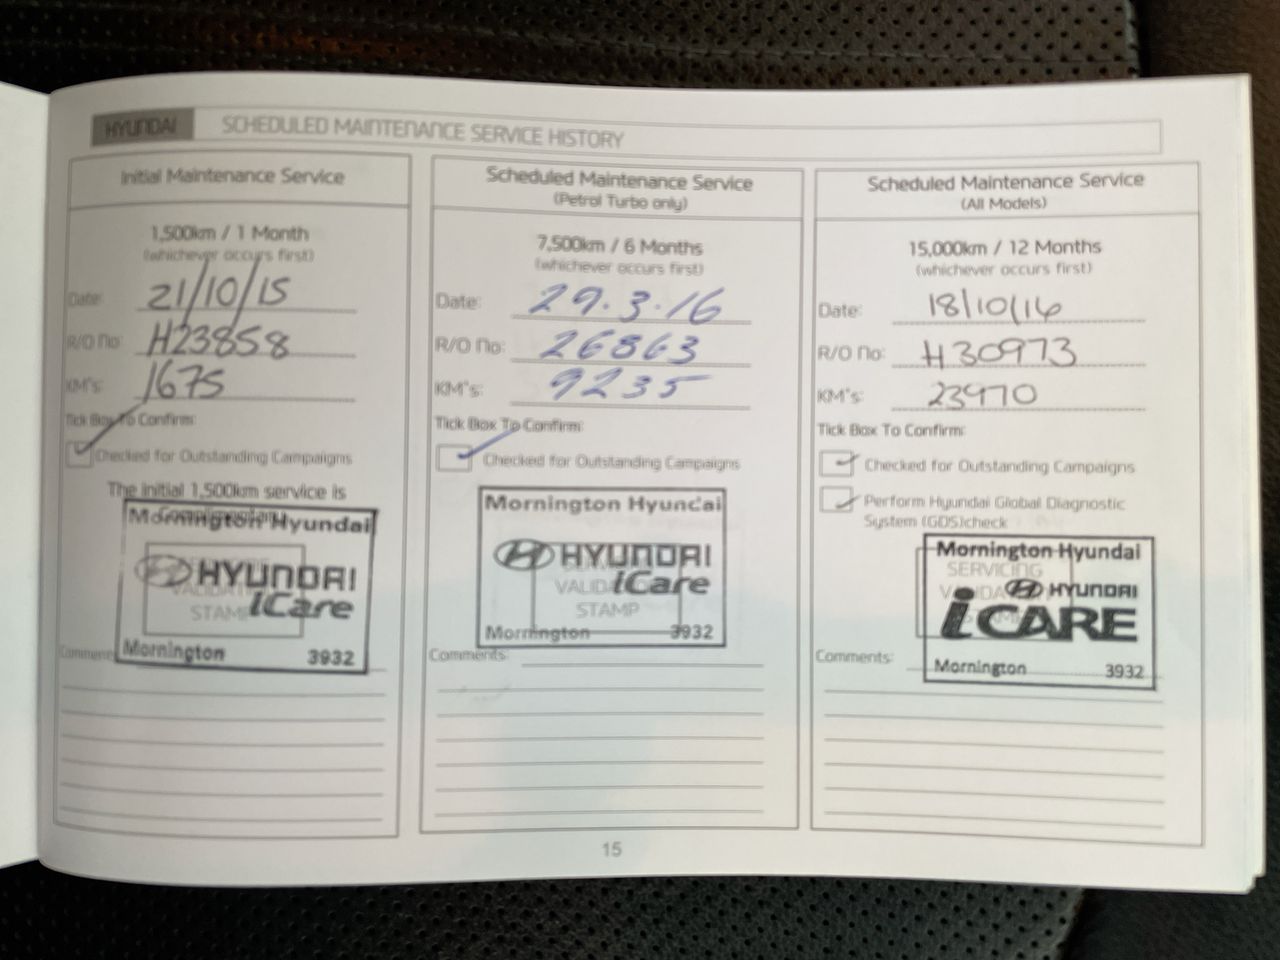 HYUNDAI SCHEDULED MAINTENANCE SERVICE HISTORY
Initial Maintenance Service
1,500km / 1 Month
(whichever occurs first)
Date: 21/10/15
R/O No: H23858
KM's: 1675
Tick Box To Confirm:
Checked for Outstanding Campaigns
The initial 1,500km service is
Complimentary
Mornington Hyundai
HYUNDAI
iCare
STAMP
Mornington 3932
Comments:
Scheduled Maintenance Service
(Petrol Turbo only)
7,500km / 6 Months
(whichever occurs first)
Date: 29.3.16
R/O No: 26863
KM's: 9235
Tick Box To Confirm:
Checked for Outstanding Campaigns
Mornington Hyundai
HYUNDAI
iCare
STAMP
Mornington 3932
Comments:
Scheduled Maintenance Service
(All Models)
15,000km / 12 Months
(whichever occurs first)
Date: 18/10/16
R/O No: H30973
KM's: 23970
Tick Box To Confirm:
Checked for Outstanding Campaigns
Perform Hyundai Global Diagnostic
System (GDS)check
Mornington Hyundai
SERVICING
HYUNDAI
iCARE
Mornington 3932
Comments:
15